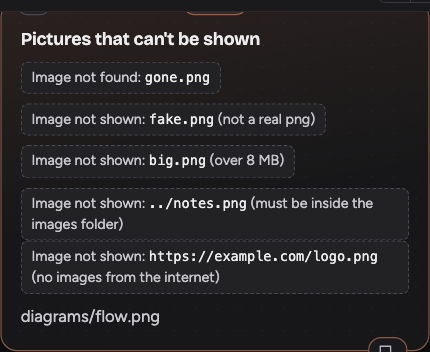 Pictures that can't be shown
Image not found: gone.png
Image not shown: fake.png (not a real png)
Image not shown: big.png (over 8 MB)
Image not shown: ../notes.png (must be inside the
images folder)
Image not shown: https://example.com/logo.png
(no images from the internet)
diagrams/flow.png